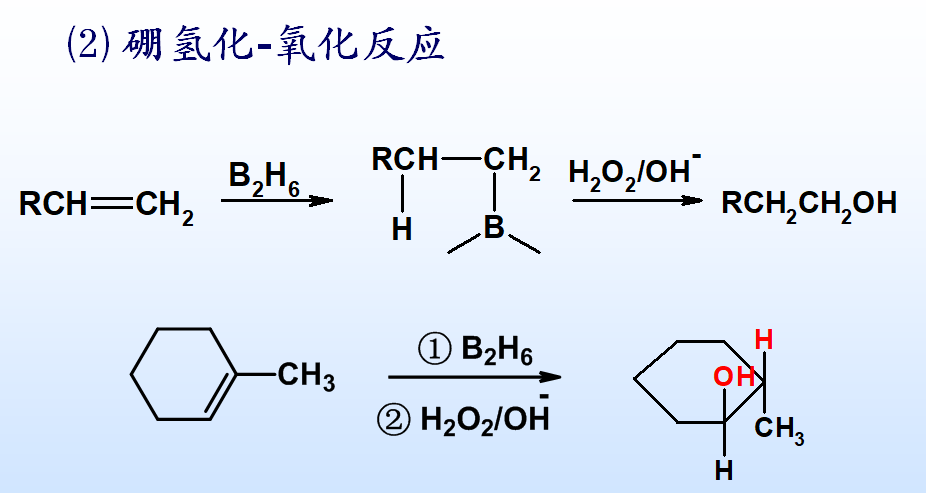 (2) 硼氢化-氧化反应
RCH=CH₂ B₂H₆ RCH—CH₂ H B H₂O₂/OH⁻ RCH₂CH₂OH
CH₃ ① B₂H₆ ② H₂O₂/OH⁻ H OH CH₃ H